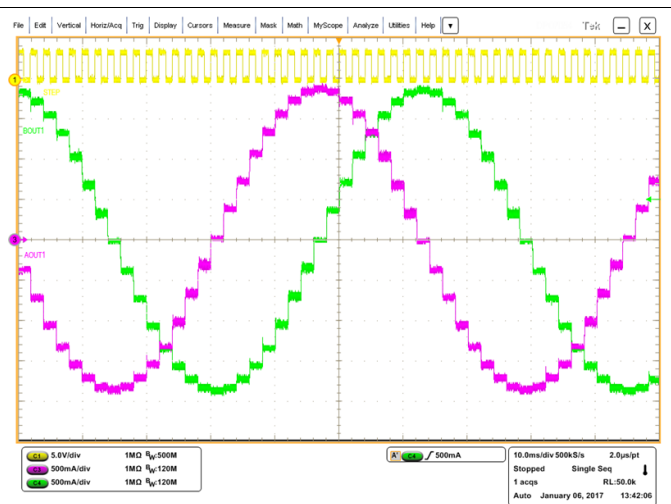 File Edit Vertical Horiz/Acq Trig Display Cursors Measure Mask Math MyScope Analyze Utilities Help Tek X
1
STEP
BOUT1
AOUT1
C1 5.0V/div 1MΩ BW:500M
C3 500mA/div 1MΩ BW:120M
C4 500mA/div 1MΩ BW:120M
A' C4 500mA
10.0ms/div 500kS/s 2.0µs/pt
Stopped Single Seq
1 acqs RL:50.0k
Auto January 06, 2017 13:42:06